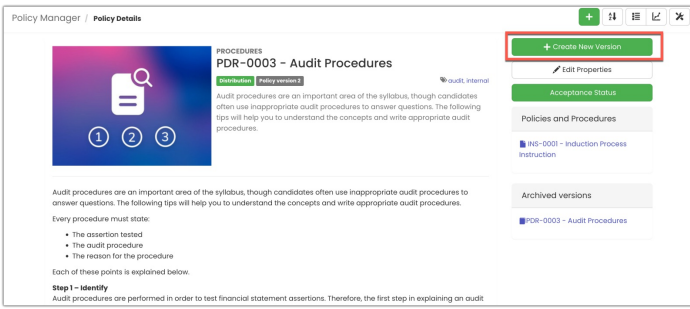 Policy Manager / Policy Details
+ Create New Version
PROCEDURES
PDR-0003 - Audit Procedures
Distribution Policy version 2 audit, internal
Audit procedures are an important area of the syllabus, though candidates
often use inappropriate audit procedures to answer questions. The following
tips will help you to understand the concepts and write appropriate audit
procedures.
1 2 3
Edit Properties
Acceptance Status
Policies and Procedures
INS-0001 - Induction Process
Instruction
Archived versions
PDR-0003 - Audit Procedures
Audit procedures are an important area of the syllabus, though candidates often use inappropriate audit procedures to
answer questions. The following tips will help you to understand the concepts and write appropriate audit procedures.
Every procedure must state:
• The assertion tested
• The audit procedure
• The reason for the procedure
Each of these points is explained below.
Step 1 – Identify
Audit procedures are performed in order to test financial statement assertions. Therefore, the first step in explaining an audit